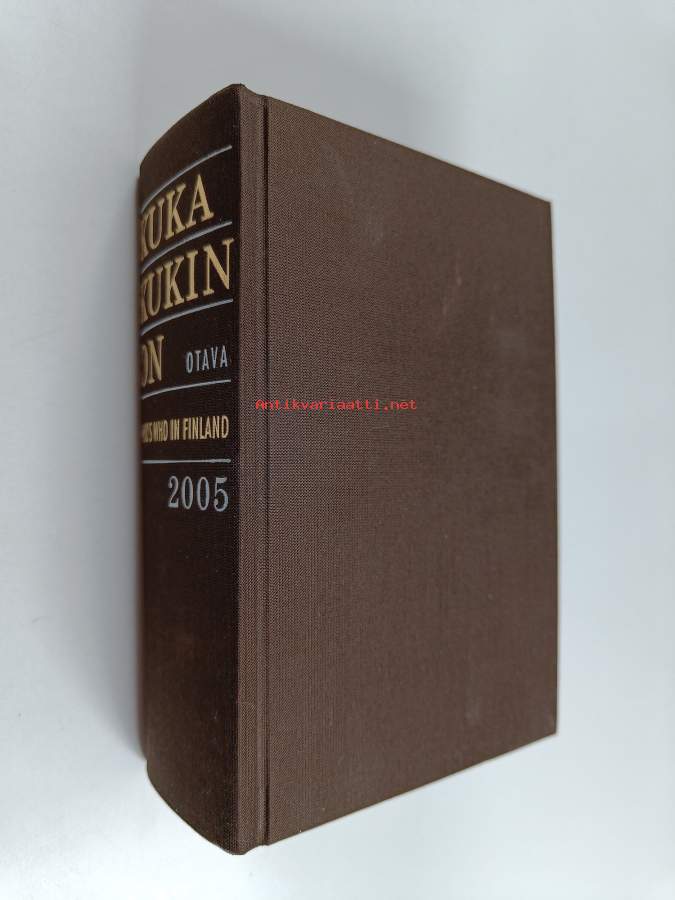 KUKA
KUKIN
ON OTAVA
WHO'S WHO IN FINLAND
2005
Antikvariaatti.net